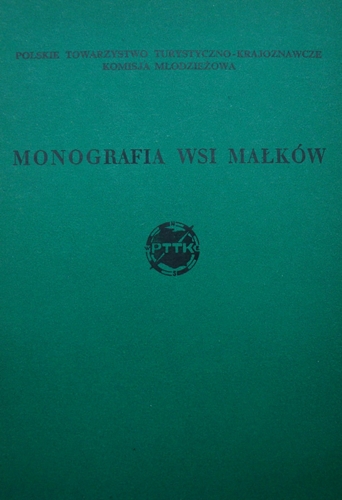 POLSKIE TOWARZYSTWO TURYSTYCZNO-KRAJOZNAWCZE
KOMISJA MŁODZIEŻOWA
MONOGRAFIA WSI MAŁKÓW
PTTK